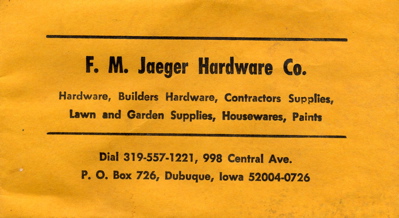 F. M. Jaeger Hardware Co.
Hardware, Builders Hardware, Contractors Supplies,
Lawn and Garden Supplies, Housewares, Paints
Dial 319-557-1221, 998 Central Ave.
P. O. Box 726, Dubuque, Iowa 52004-0726